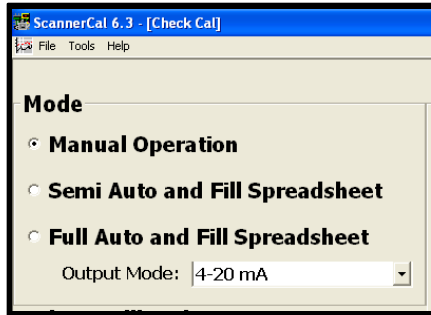 ScannerCal 6.3 - [Check Cal]
File Tools Help
Mode
Manual Operation
Semi Auto and Fill Spreadsheet
Full Auto and Fill Spreadsheet
Output Mode: 4-20 mA